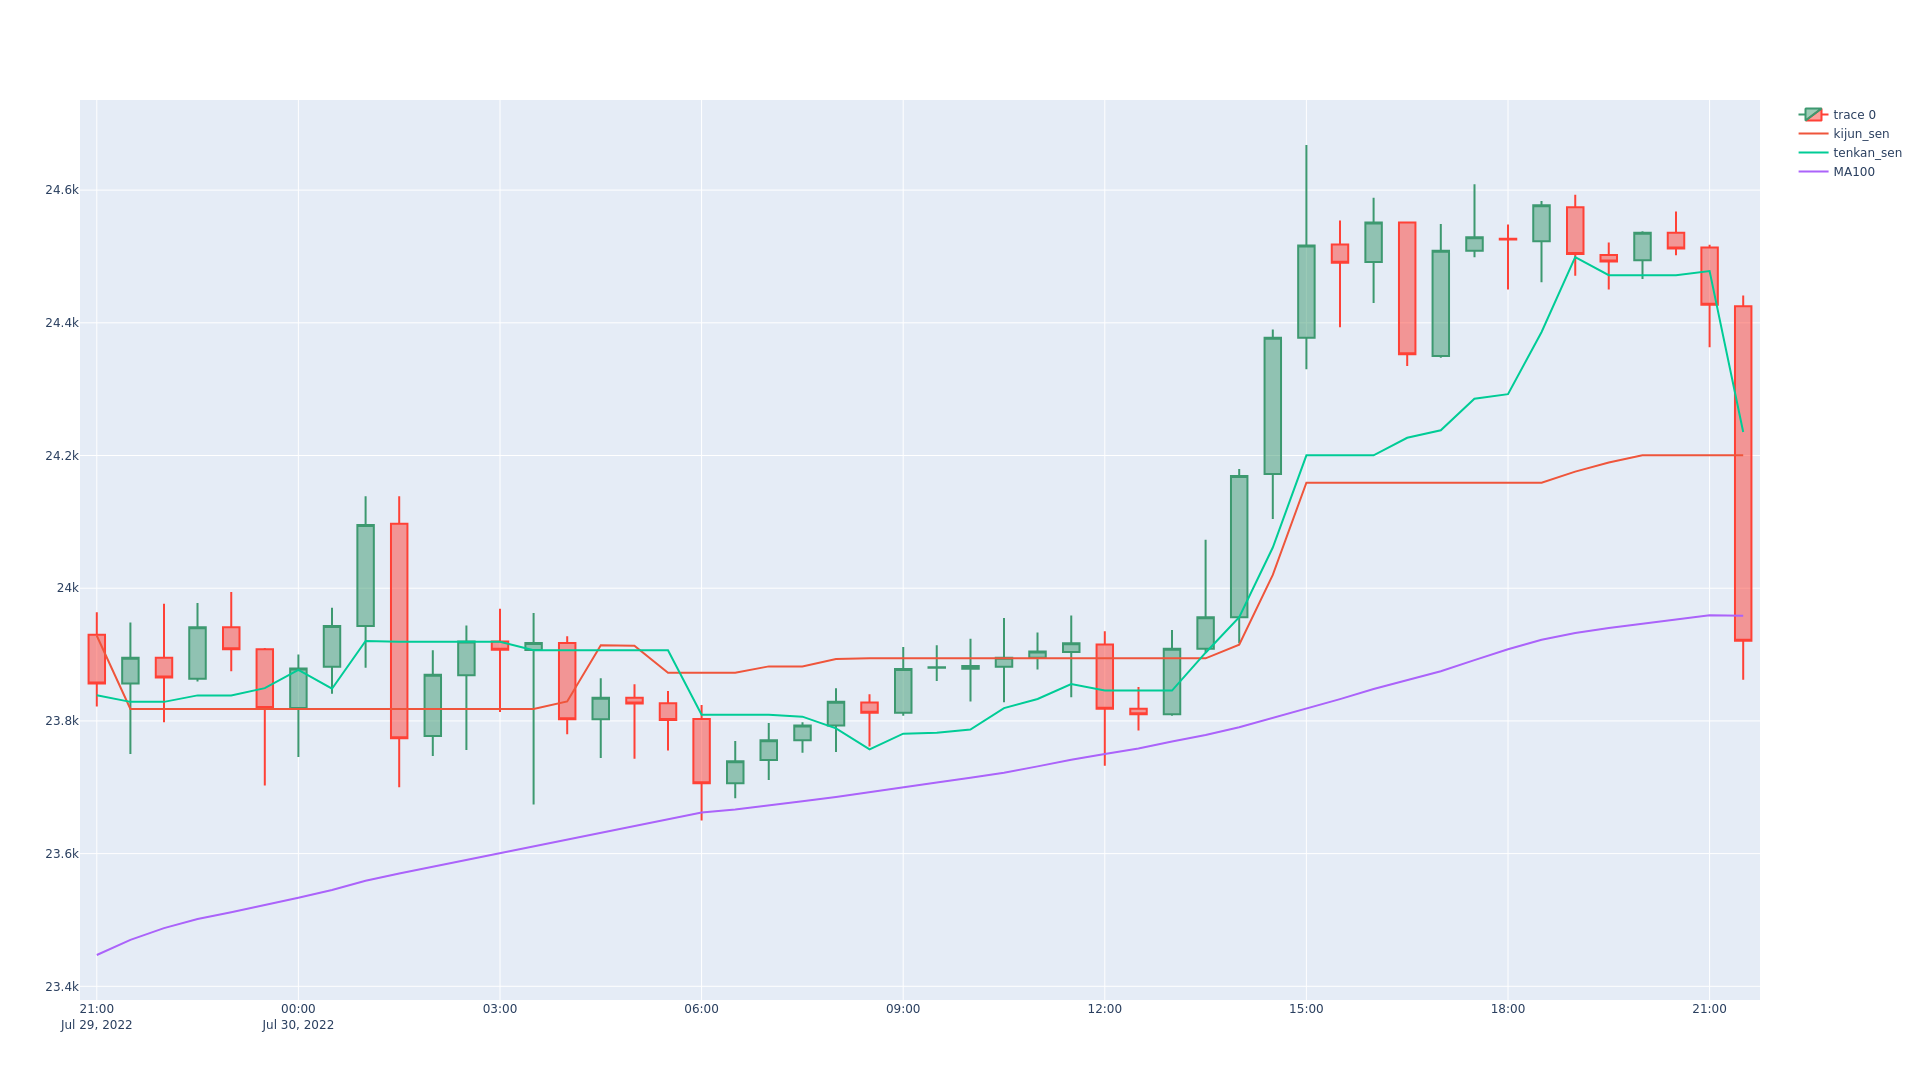 trace 0
kijun_sen
tenkan_sen
MA100
24.6k
24.4k
24.2k
24k
23.8k
23.6k
23.4k
21:00 00:00 03:00 06:00 09:00 12:00 15:00 18:00 21:00
Jul 29, 2022 Jul 30, 2022